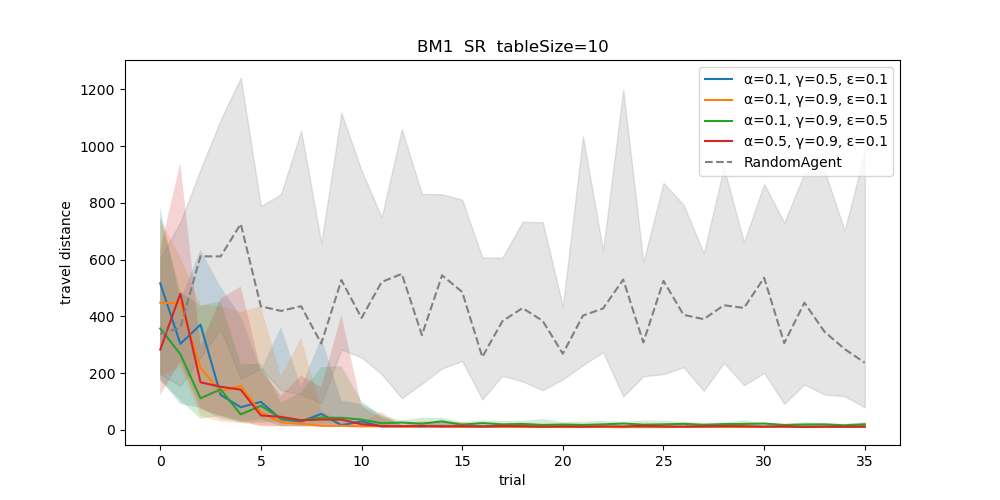 BM1  SR  tableSize=10
travel distance
1200
1000
800
600
400
200
0
α=0.1, γ=0.5, ε=0.1
α=0.1, γ=0.9, ε=0.1
α=0.1, γ=0.9, ε=0.5
α=0.5, γ=0.9, ε=0.1
RandomAgent
0 5 10 15 20 25 30 35
trial